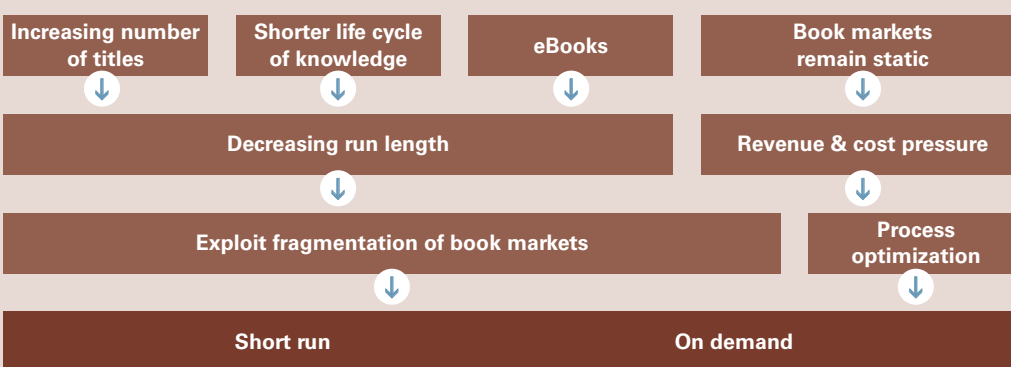 Increasing number
of titles
Shorter life cycle
of knowledge
eBooks
Book markets
remain static
Decreasing run length
Revenue & cost pressure
Exploit fragmentation of book markets
Process
optimization
Short run
On demand